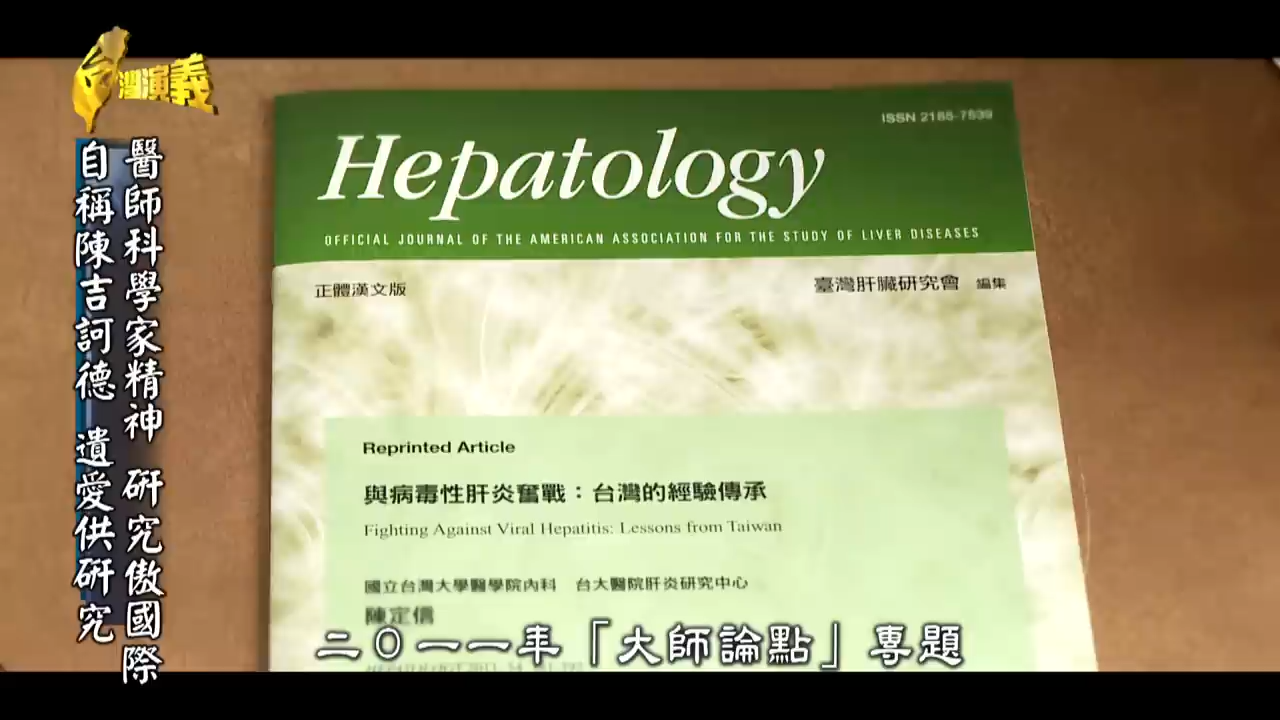 台灣演義
醫師科學家精神 研究傲國際
自稱陳吉訶德 遺愛供研究
ISSN 2185-7839
Hepatology
OFFICIAL JOURNAL OF THE AMERICAN ASSOCIATION FOR THE STUDY OF LIVER DISEASES
正體漢文版
臺灣肝臟研究會 編集
Reprinted Article
與病毒性肝炎奮戰：台灣的經驗傳承
Fighting Against Viral Hepatitis: Lessons from Taiwan
國立台灣大學醫學院內科 台大醫院肝炎研究中心
陳定信
二〇一一年「大師論點」專題